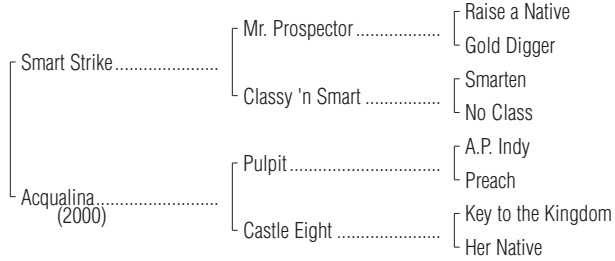 Raise a Native
Mr. Prospector..................
Gold Digger
Smart Strike......................
Smarten
Classy 'n Smart ................
No Class
A.P. Indy
Pulpit................................
Preach
Acqualina..........................
(2000)
Key to the Kingdom
Castle Eight ......................
Her Native